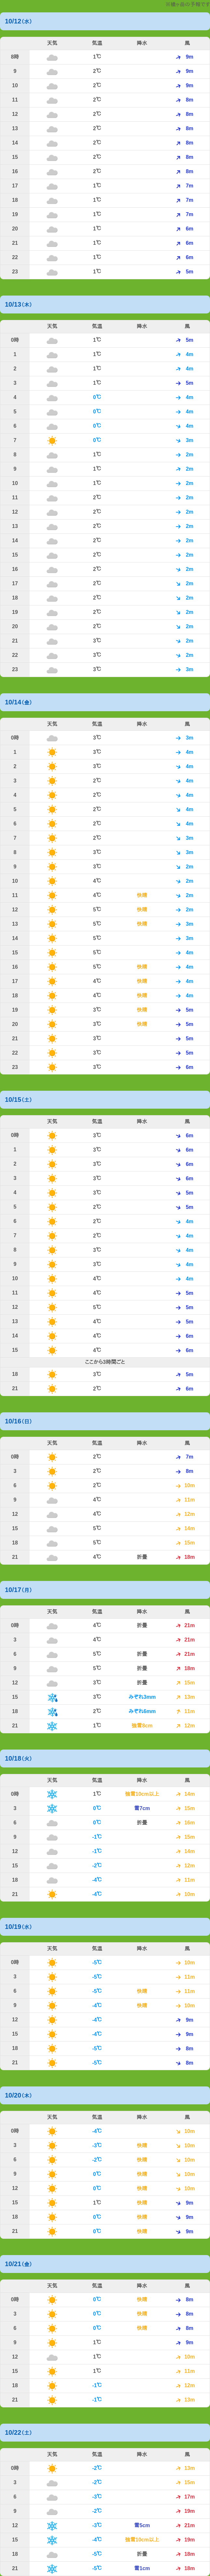 10/12(水)
天気 気温 降水 風
8時 1℃ 9m
9 2℃ 9m
10 2℃ 9m
11 2℃ 8m
12 2℃ 8m
13 2℃ 8m
14 2℃ 8m
15 2℃ 8m
16 2℃ 8m
17 1℃ 7m
18 1℃ 7m
19 1℃ 7m
20 1℃ 6m
21 1℃ 6m
22 1℃ 6m
23 1℃ 5m
10/13(木)
天気 気温 降水 風
0時 1℃ 5m
1 1℃ 4m
2 1℃ 4m
3 1℃ 5m
4 0℃ 4m
5 0℃ 4m
6 0℃ 4m
7 0℃ 3m
8 1℃ 2m
9 1℃ 2m
10 1℃ 2m
11 2℃ 2m
12 2℃ 2m
13 2℃ 2m
14 2℃ 2m
15 2℃ 2m
16 2℃ 2m
17 2℃ 2m
18 2℃ 2m
19 2℃ 2m
20 2℃ 2m
21 3℃ 2m
22 3℃ 2m
23 3℃ 3m
10/14(金)
天気 気温 降水 風
0時 3℃ 3m
1 3℃ 4m
2 3℃ 4m
3 2℃ 4m
4 2℃ 4m
5 2℃ 4m
6 2℃ 4m
7 2℃ 3m
8 3℃ 3m
9 3℃ 2m
10 4℃ 2m
11 4℃ 快晴 2m
12 5℃ 快晴 2m
13 5℃ 快晴 3m
14 5℃ 3m
15 5℃ 4m
16 5℃ 快晴 4m
17 4℃ 快晴 4m
18 4℃ 快晴 4m
19 3℃ 快晴 5m
20 3℃ 快晴 5m
21 3℃ 5m
22 3℃ 5m
23 3℃ 6m
10/15(土)
天気 気温 降水 風
0時 3℃ 6m
1 3℃ 6m
2 3℃ 6m
3 3℃ 6m
4 3℃ 5m
5 2℃ 5m
6 2℃ 4m
7 2℃ 4m
8 3℃ 4m
9 3℃ 4m
10 4℃ 4m
11 4℃ 5m
12 5℃ 5m
13 4℃ 5m
14 4℃ 6m
15 4℃ 6m
ここから3時間ごと
18 3℃ 5m
21 2℃ 6m
10/16(日)
天気 気温 降水 風
0時 2℃ 7m
3 2℃ 8m
6 2℃ 10m
9 4℃ 11m
12 4℃ 12m
15 5℃ 14m
18 5℃ 15m
21 4℃ 折曇 18m
10/17(月)
天気 気温 降水 風
0時 4℃ 折曇 21m
3 4℃ 21m
6 5℃ 折曇 21m
9 5℃ 折曇 18m
12 3℃ 折曇 15m
15 3℃ みぞれ3mm 13m
18 2℃ みぞれ6mm 11m
21 1℃ 強雪8cm 12m
10/18(火)
天気 気温 降水 風
0時 1℃ 強雪10cm以上 14m
3 0℃ 雪7cm 15m
6 0℃ 折曇 16m
9 -1℃ 15m
12 -1℃ 14m
15 -2℃ 12m
18 -4℃ 11m
21 -4℃ 10m
10/19(水)
天気 気温 降水 風
0時 -5℃ 10m
3 -5℃ 11m
6 -5℃ 快晴 11m
9 -4℃ 快晴 10m
12 -4℃ 9m
15 -4℃ 9m
18 -5℃ 8m
21 -5℃ 8m
10/20(木)
天気 気温 降水 風
0時 -4℃ 10m
3 -3℃ 快晴 10m
6 -2℃ 快晴 10m
9 0℃ 快晴 10m
12 0℃ 快晴 10m
15 1℃ 快晴 9m
18 0℃ 快晴 9m
21 0℃ 快晴 9m
10/21(金)
天気 気温 降水 風
0時 0℃ 快晴 8m
3 0℃ 快晴 8m
6 0℃ 快晴 8m
9 1℃ 9m
12 1℃ 10m
15 1℃ 11m
18 -1℃ 12m
21 -1℃ 13m
10/22(土)
天気 気温 降水 風
0時 -2℃ 13m
3 -2℃ 15m
6 -3℃ 17m
9 -2℃ 19m
12 -3℃ 雪5cm 21m
15 -4℃ 強雪10cm以上 19m
18 -5℃ 折曇 18m
21 -5℃ 雪1cm 18m